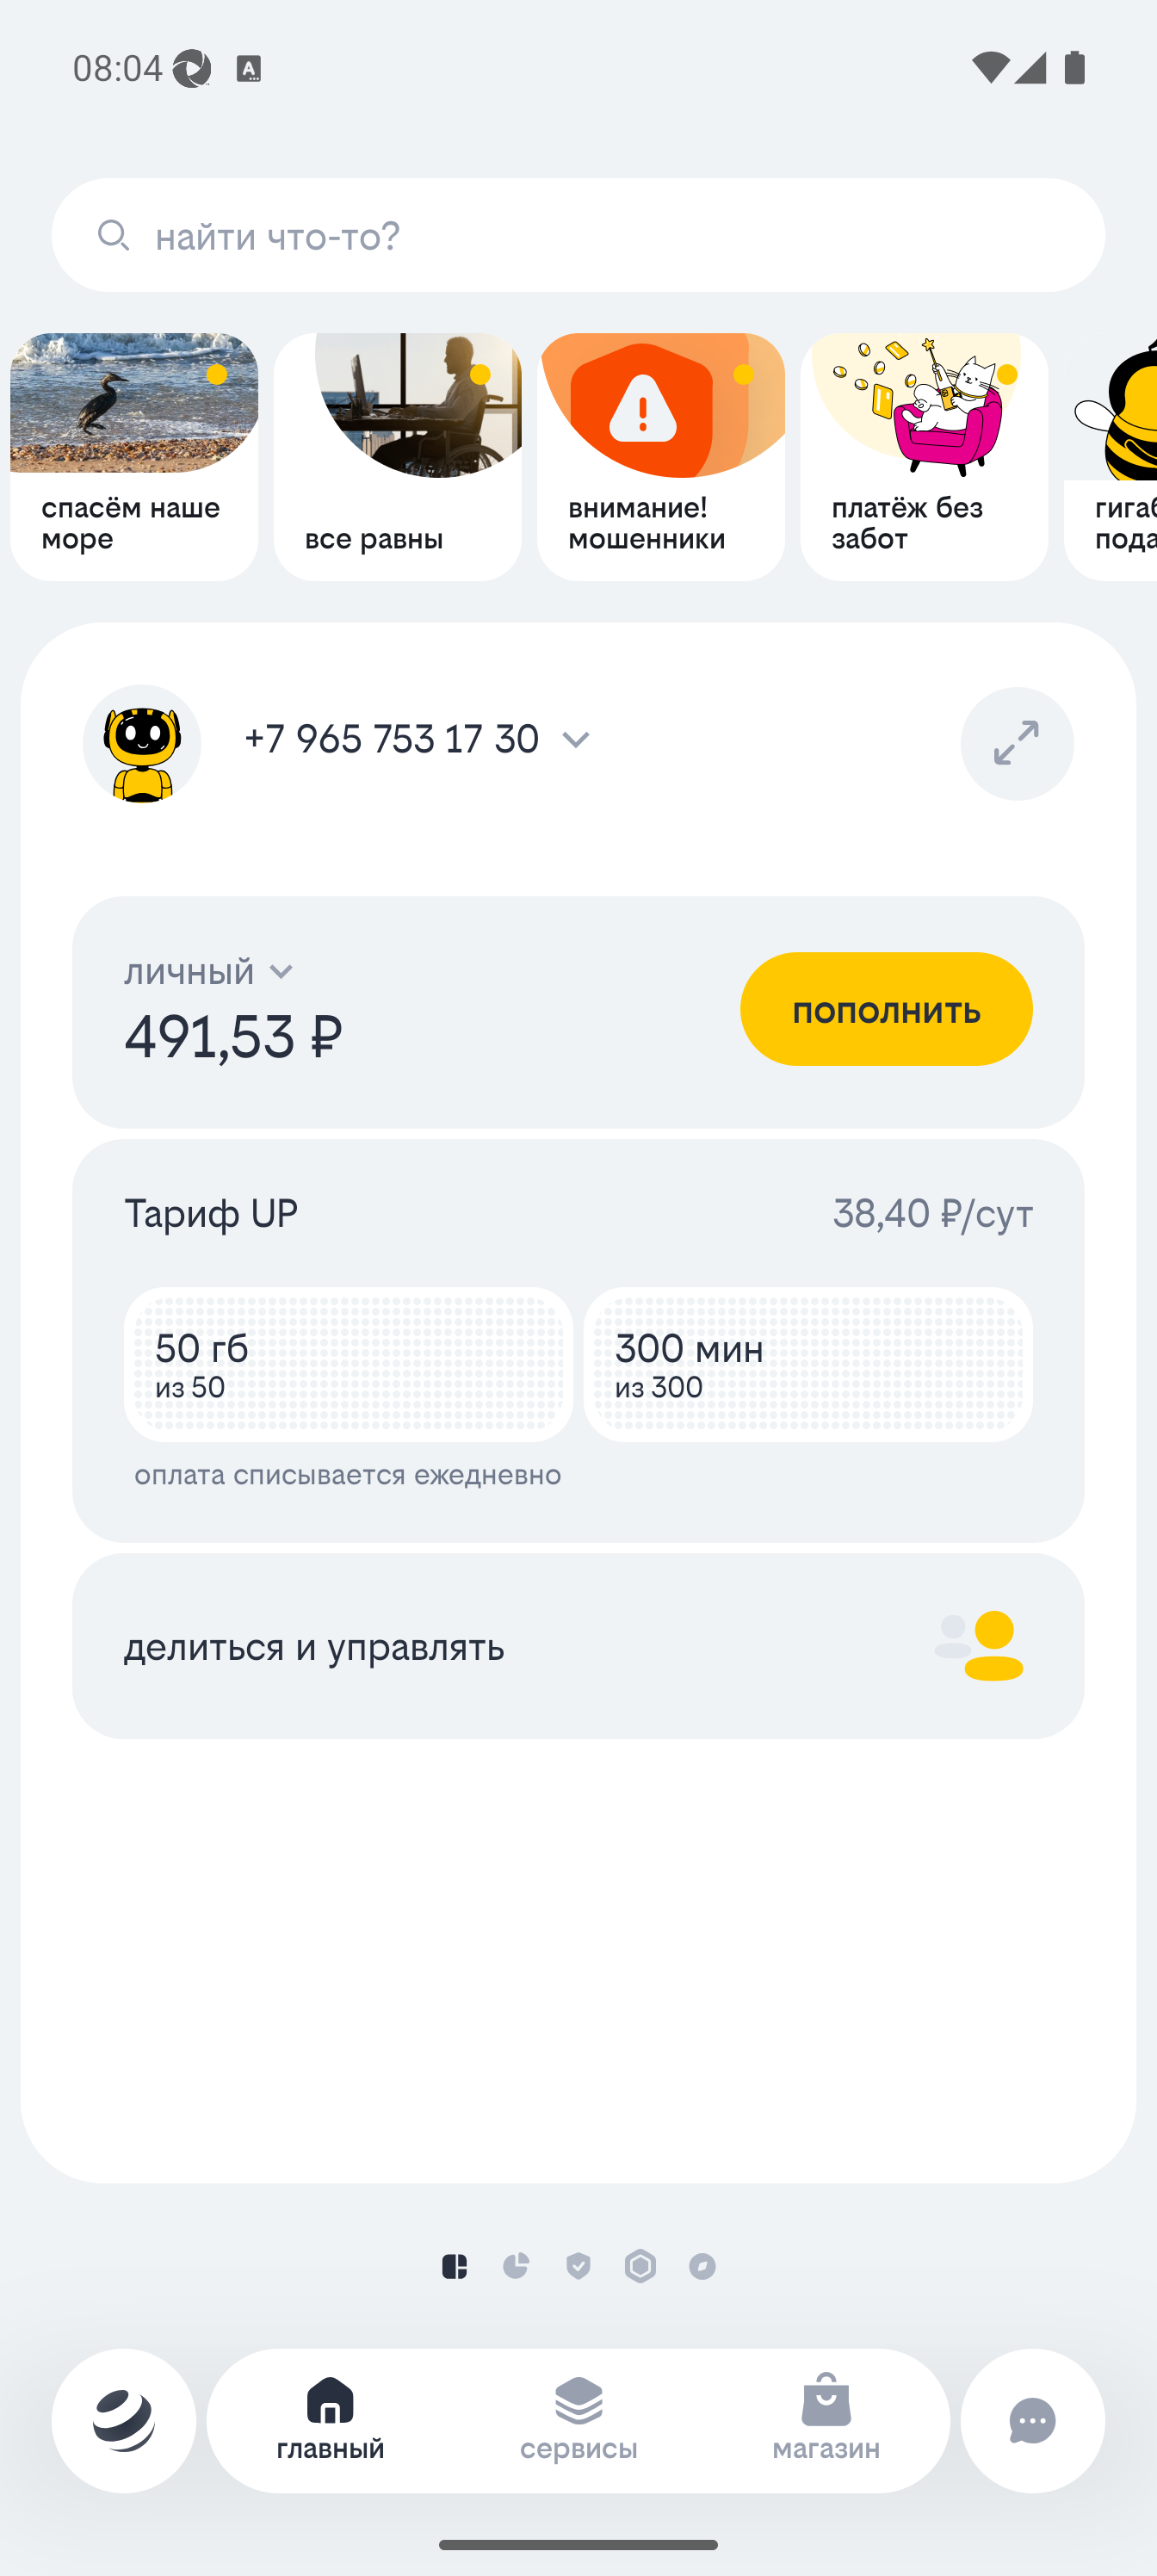 08:04
найти что-то?
спасём наше
море
все равны
внимание!
мошенники
платёж без
забот
+7 965 753 17 30
личный
491,53 ₽
пополнить
Тариф UP
38,40 ₽/сут
50 гб
из 50
300 мин
из 300
оплата списывается ежедневно
делиться и управлять
главный
сервисы
магазин